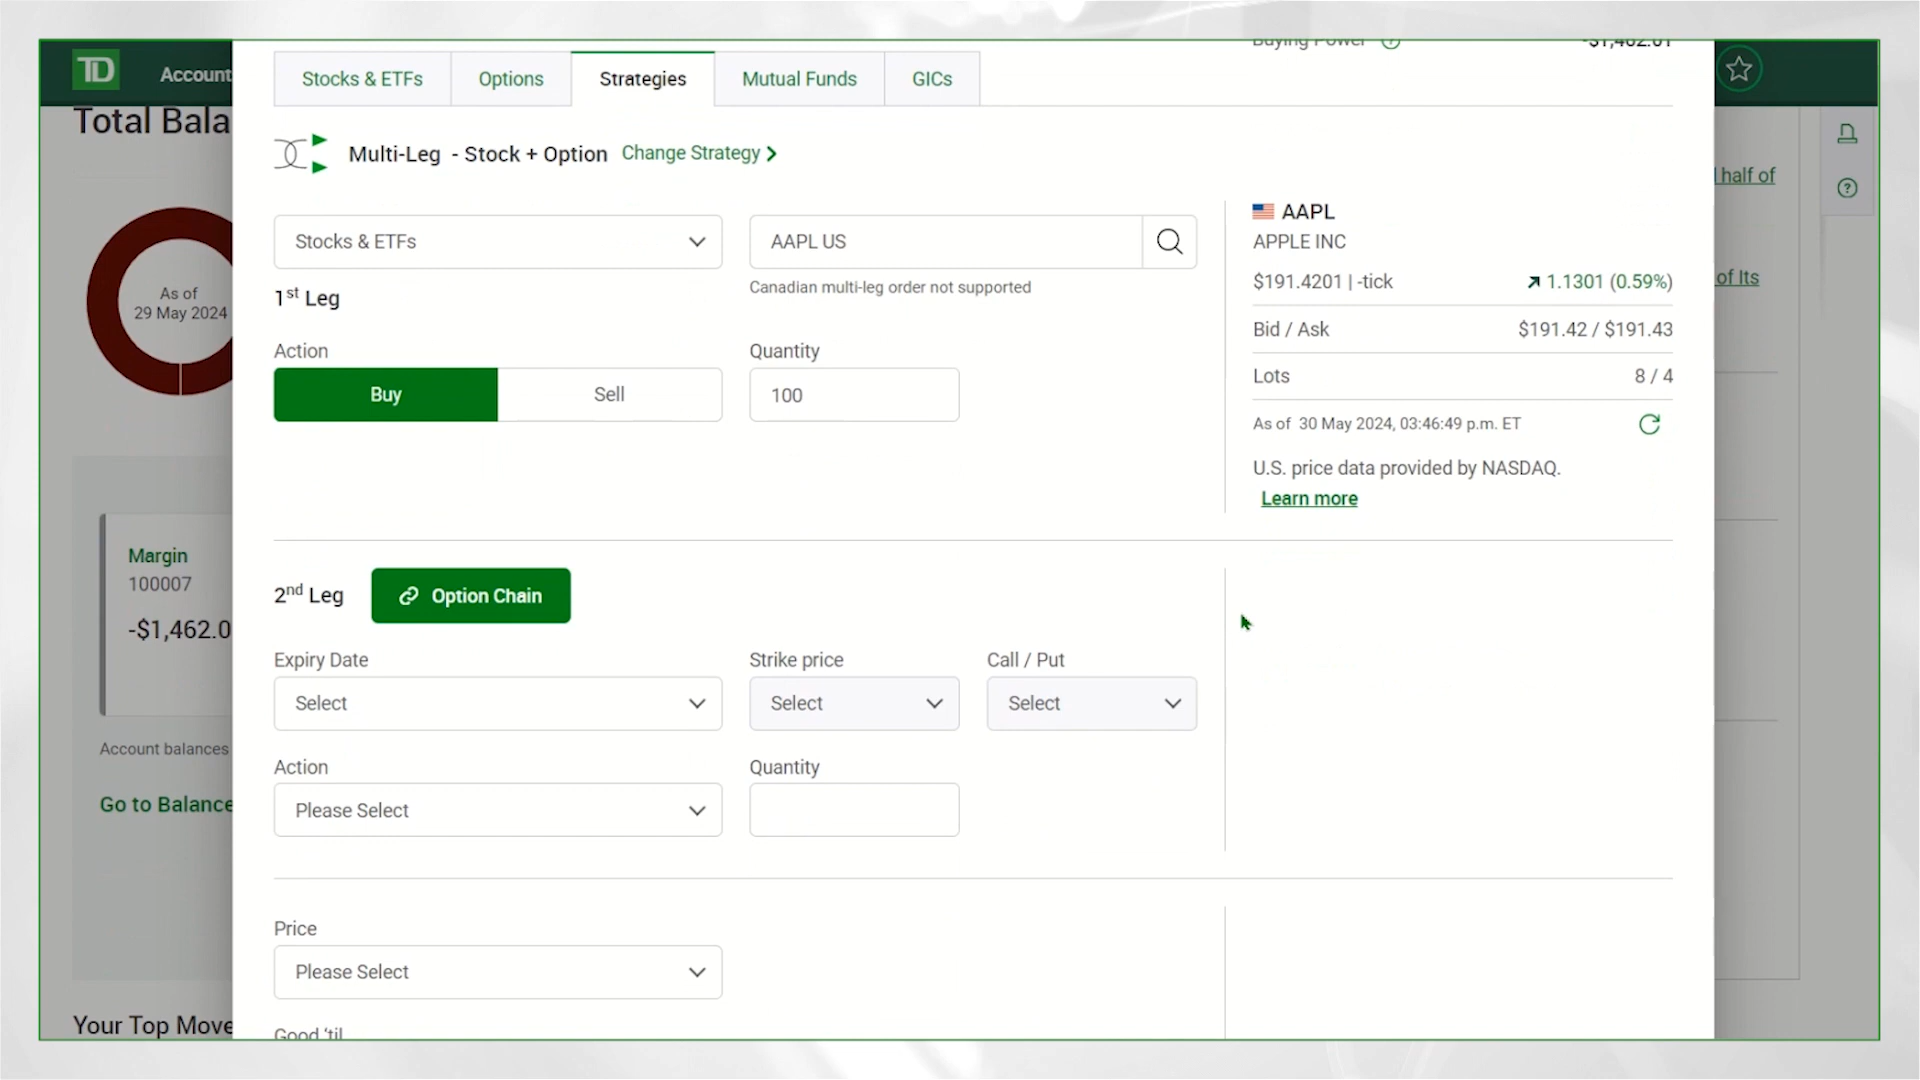 Buying Power ? -$1,462.01
TD Account
Stocks & ETFs Options Strategies Mutual Funds GICs
Total Bala
Multi-Leg - Stock + Option Change Strategy
half of
AAPL
Stocks & ETFs AAPL US APPLE INC
Canadian multi-leg order not supported
$191.4201 | -tick 1.1301 (0.59%)
of Its
1st Leg
As of
29 May 2024
Bid / Ask $191.42 / $191.43
Action Quantity
Lots 8 / 4
Buy Sell 100
As of 30 May 2024, 03:46:49 p.m. ET
U.S. price data provided by NASDAQ.
Learn more
Margin
100007
-$1,462.0
2nd Leg Option Chain
Expiry Date Strike price Call / Put
Select Select Select
Account balances
Action Quantity
Please Select
Go to Balance
Price
Please Select
Your Top Move
Good 'til